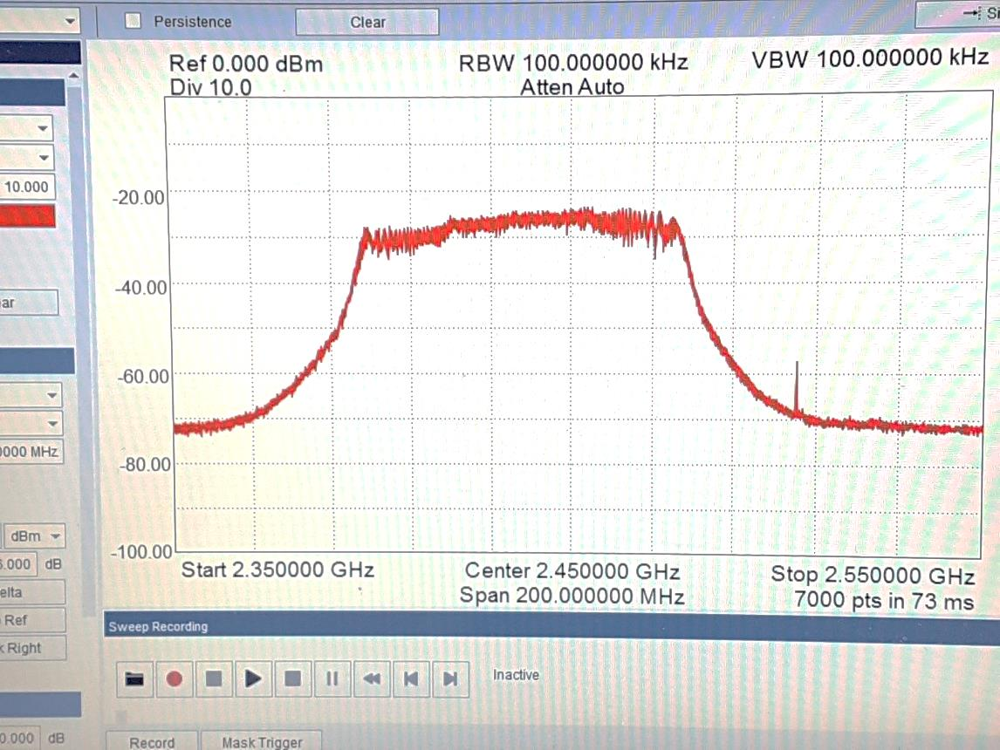 Persistence
Clear
Ref 0.000 dBm
RBW 100.000000 kHz
VBW 100.000000 kHz
Div 10.0
Atten Auto
10.000
-20.00
-40.00
-60.00
-80.00
-100.00
MHz
dBm
dB
Ref
Right
dB
Start 2.350000 GHz
Center 2.450000 GHz
Stop 2.550000 GHz
Span 200.000000 MHz
7000 pts in 73 ms
Sweep Recording
Inactive
Record
Mask Trigger